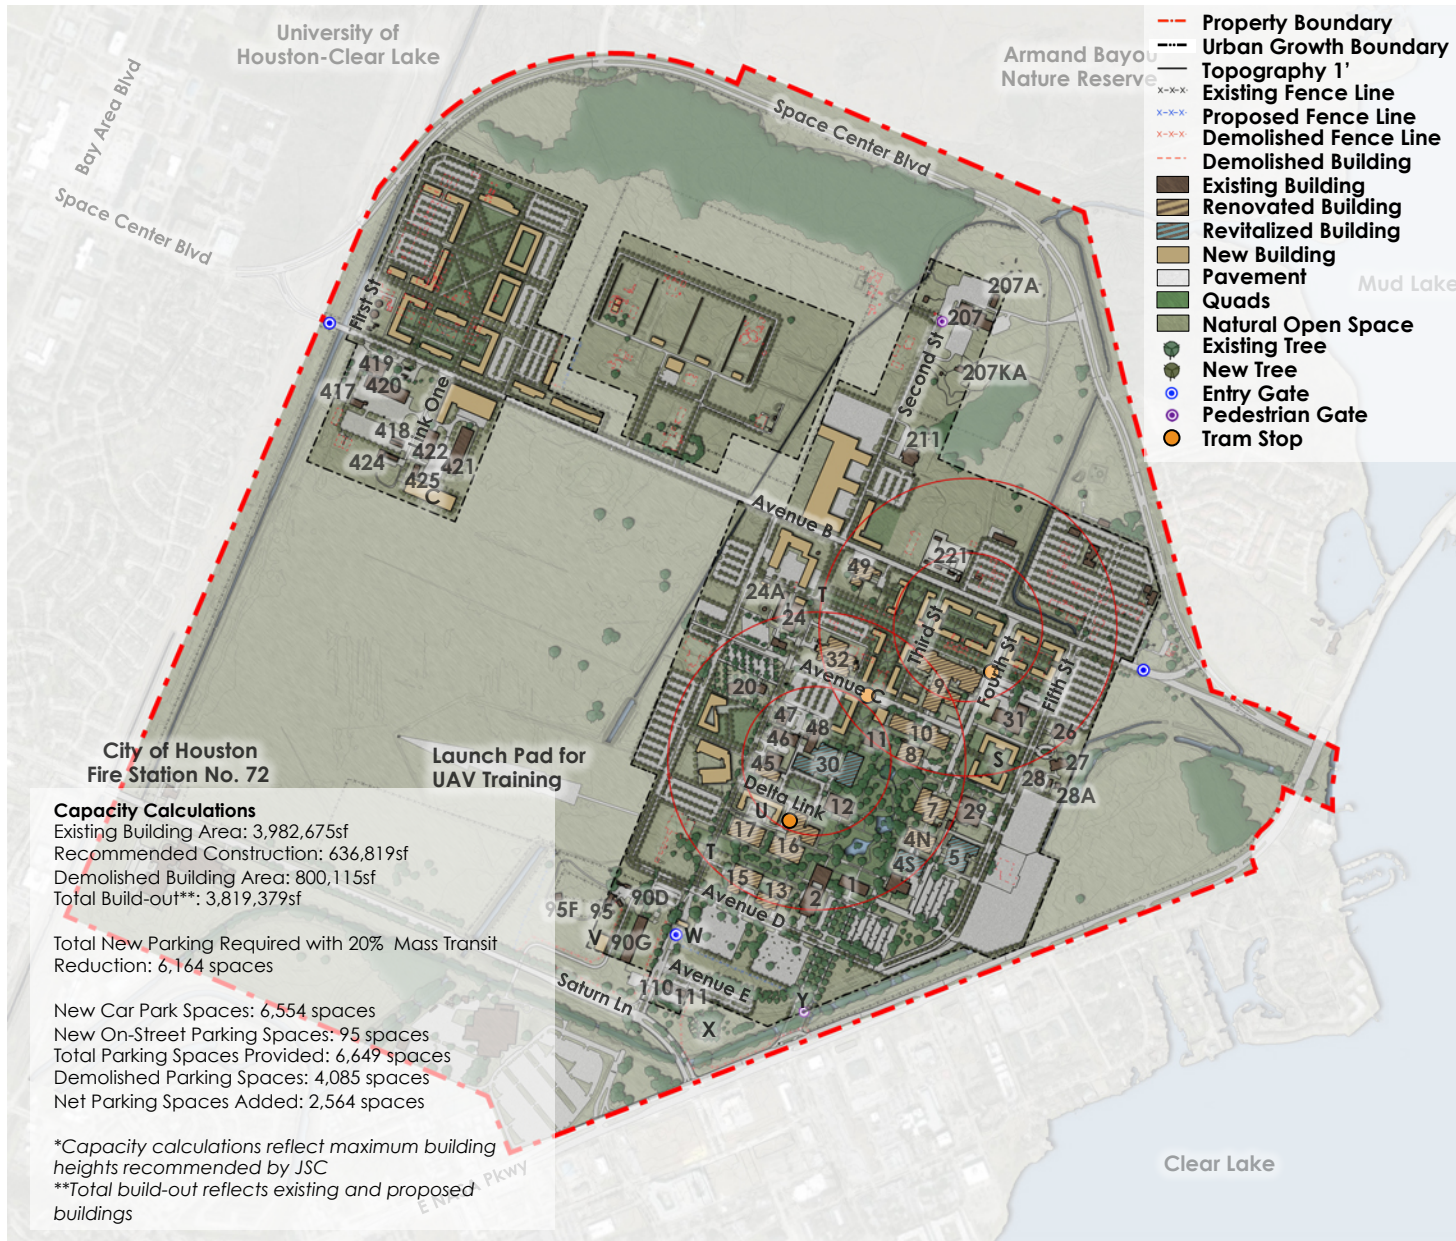 University of
Houston-Clear Lake
Armand Bayou
Nature Reserve
Bay Area Blvd
Space Center Blvd
Space Center Blvd
Mud Lake
Property Boundary
Urban Growth Boundary
Topography 1'
Existing Fence Line
Proposed Fence Line
Demolished Fence Line
Demolished Building
Existing Building
Renovated Building
Revitalized Building
New Building
Pavement
Quads
Natural Open Space
Existing Tree
New Tree
Entry Gate
Pedestrian Gate
Tram Stop
First St
207A
207
Second St
207KA
419
420
417
Link One
418
422
424
421
425
C
211
Avenue B
221
49
24A
T
24
Third St
32
Avenue C
9
Fourth St
Fifth St
205
47
48
46
11
10
8
31
26
S
27
28
28A
45
30
Delta Link
12
U
7
29
17
16
4N
4S
5
T
15
13
2
1
Avenue D
95F
95
90D
V
90G
W
Avenue E
110
111
X
Y
Saturn Ln
City of Houston
Fire Station No. 72
Launch Pad for
UAV Training
Capacity Calculations
Existing Building Area: 3,982,675sf
Recommended Construction: 636,819sf
Demolished Building Area: 800,115sf
Total Build-out**: 3,819,379sf
Total New Parking Required with 20% Mass Transit
Reduction: 6,164 spaces
New Car Park Spaces: 6,554 spaces
New On-Street Parking Spaces: 95 spaces
Total Parking Spaces Provided: 6,649 spaces
Demolished Parking Spaces: 4,085 spaces
Net Parking Spaces Added: 2,564 spaces
*Capacity calculations reflect maximum building
heights recommended by JSC
**Total build-out reflects existing and proposed
buildings
E NASA Pkwy
Clear Lake